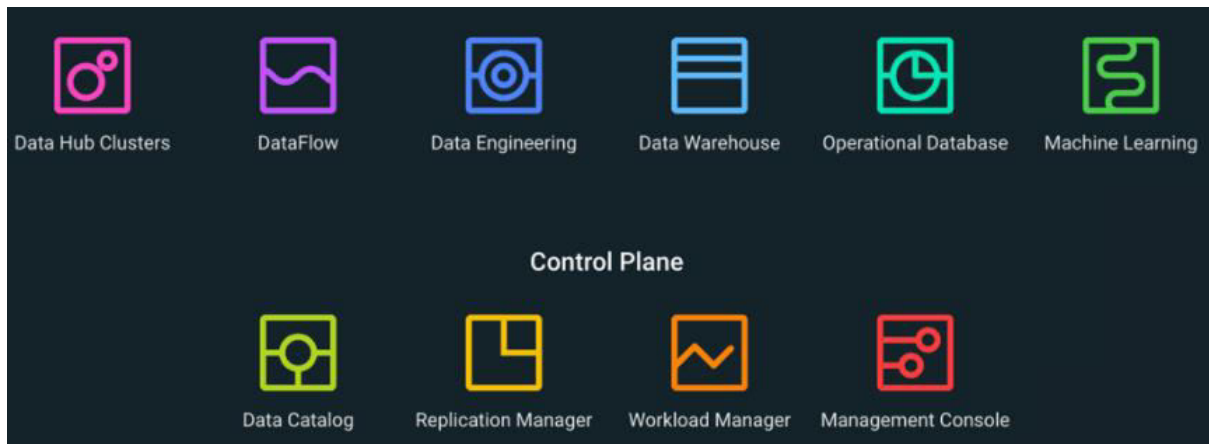 Data Hub Clusters
DataFlow
Data Engineering
Data Warehouse
Operational Database
Machine Learning
Control Plane
Data Catalog
Replication Manager
Workload Manager
Management Console